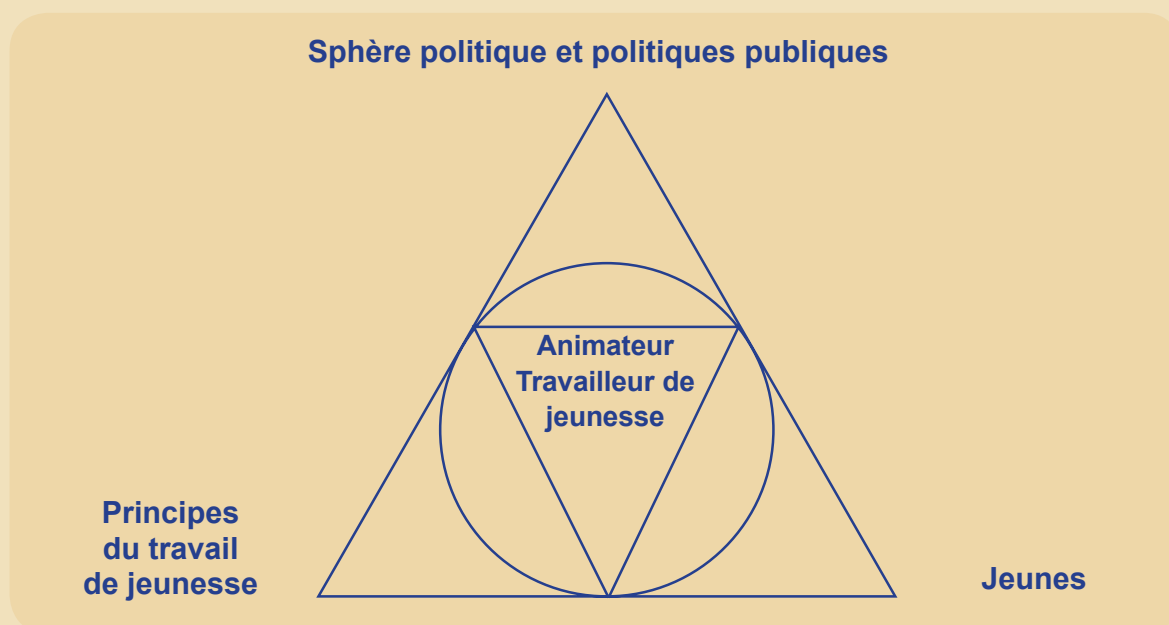 Sphère politique et politiques publiques
Animateur
Travailleur de
jeunesse
Principes
du travail
de jeunesse
Jeunes